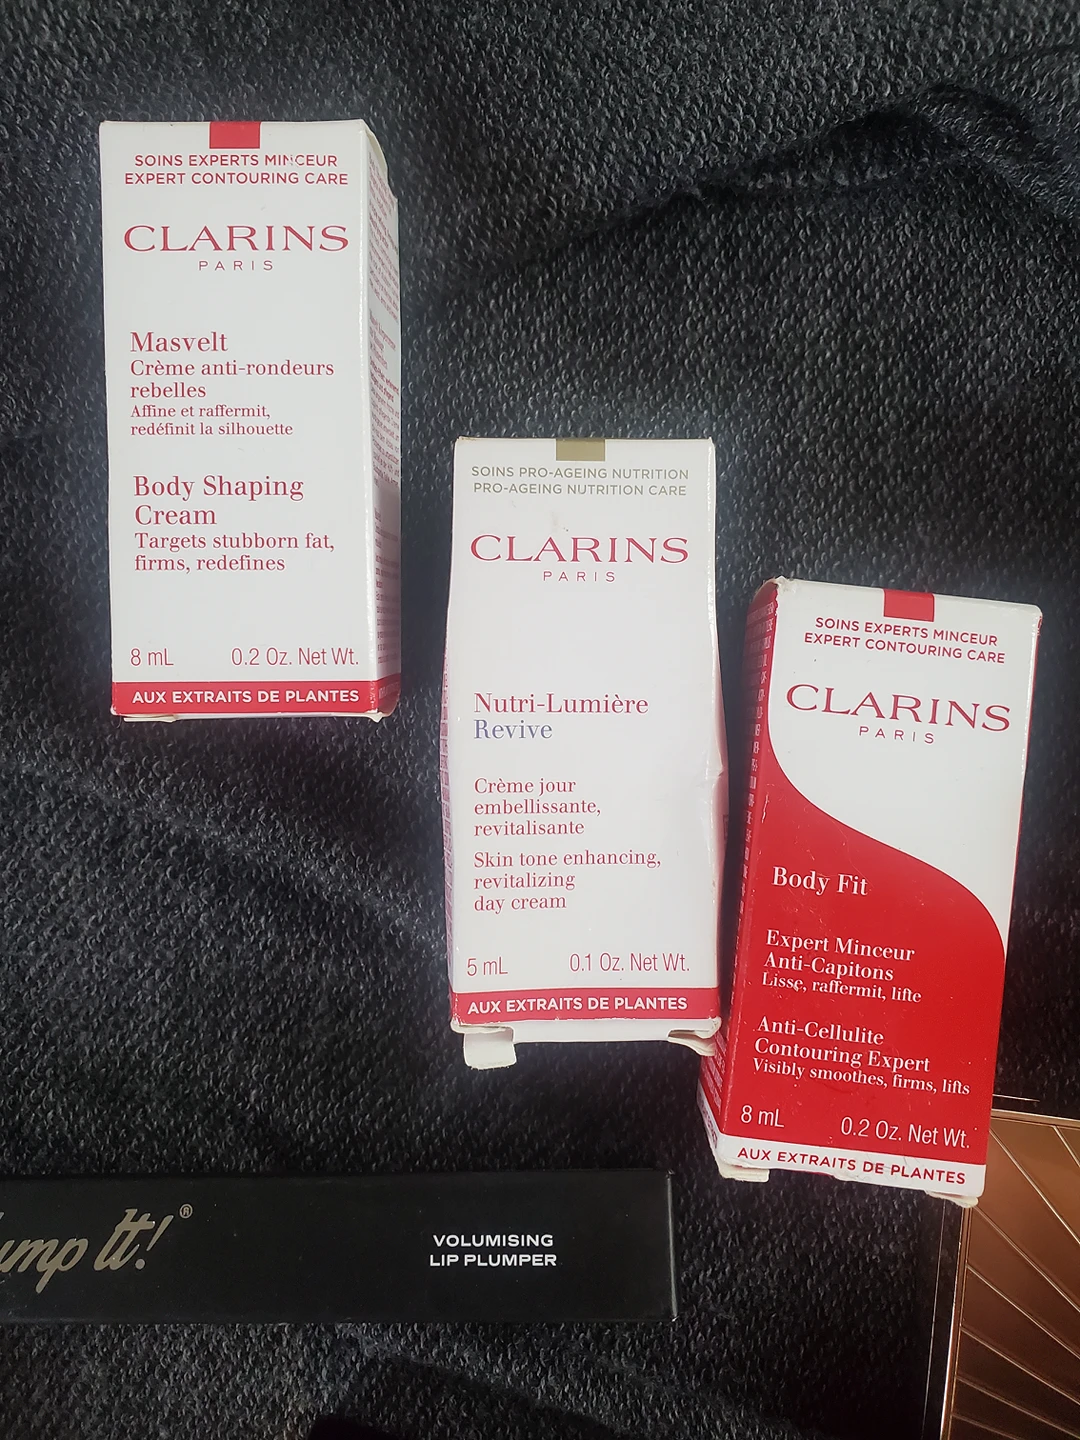 SOINS EXPERTS MINCEUR
EXPERT CONTOURING CARE
CLARINS
PARIS
Masvelt
Crème anti-rondeurs
rebelles
Affine et raffermit,
redéfinit la silhouette
Body Shaping
Cream
Targets stubborn fat,
firms, redefines
8 mL 0.2 Oz. Net Wt.
AUX EXTRAITS DE PLANTES
SOINS PRO-AGEING NUTRITION
PRO-AGEING NUTRITION CARE
CLARINS
PARIS
Nutri-Lumière
Revive
Crème jour
embellissante,
revitalisante
Skin tone enhancing,
revitalizing
day cream
5 mL 0.1 Oz. Net Wt.
AUX EXTRAITS DE PLANTES
SOINS EXPERTS MINCEUR
EXPERT CONTOURING CARE
CLARINS
PARIS
Body Fit
Expert Minceur
Anti-Capitons
Lisse, raffermit, lifte
Anti-Cellulite
Contouring Expert
Visibly smoothes, firms, lifts
8 mL 0.2 Oz. Net Wt.
AUX EXTRAITS DE PLANTES
It!®
VOLUMISING
LIP PLUMPER